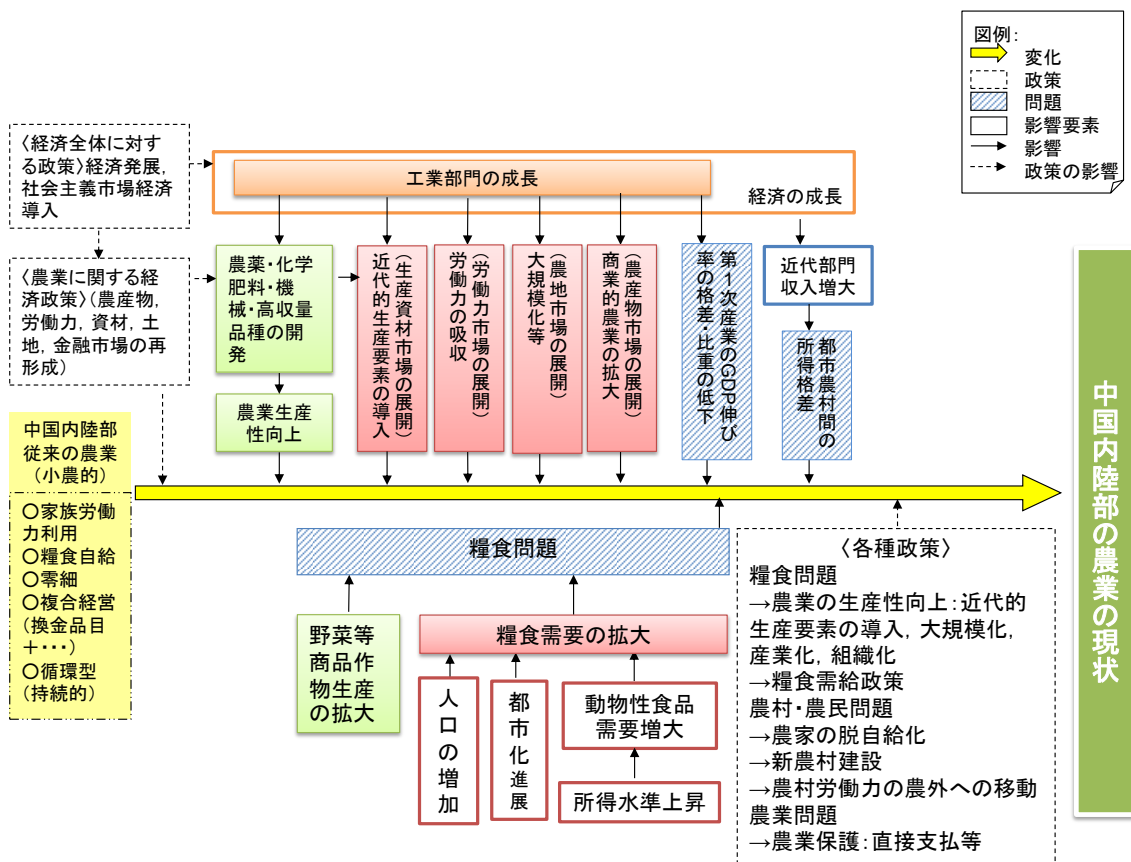 図例：
変化
政策
問題
影響要素
影響
政策の影響
〈経済全体に対す
る政策〉経済発展，
社会主義市場経済
導入
工業部門の成長
経済の成長
〈農業に関する経
済政策〉（農産物，
労働力，資材，土
地，金融市場の再
形成）
農薬・化学
肥料・機
械・高収量
品種の開
発
農業生産
性向上
（生産資材市場の展開）
近代的生産要素の導入
（労働力市場の展開）
労働力の吸収
（農地市場の展開）
大規模化等
（農産物市場の展開）
商業的農業の拡大
第１次産業のGDP伸び
率の格差・比重の低下
近代部門
収入増大
都市農村間の
所得格差
中国内陸部
従来の農業
（小農的）
〇家族労働
力利用
〇糧食自給
〇零細
〇複合経営
（換金品目
＋・・・）
〇循環型
（持続的）
糧食問題
野菜等
商品作
物生産
の拡大
糧食需要の拡大
人口の増加
都市化進展
動物性食品
需要増大
所得水準上昇
〈各種政策〉
糧食問題
→農業の生産性向上：近代的
生産要素の導入，大規模化，
産業化，組織化
→糧食需給政策
農村・農民問題
→農家の脱自給化
→新農村建設
→農村労働力の農外への移動
農業問題
→農業保護：直接支払等
中国内陸部の農業の現状